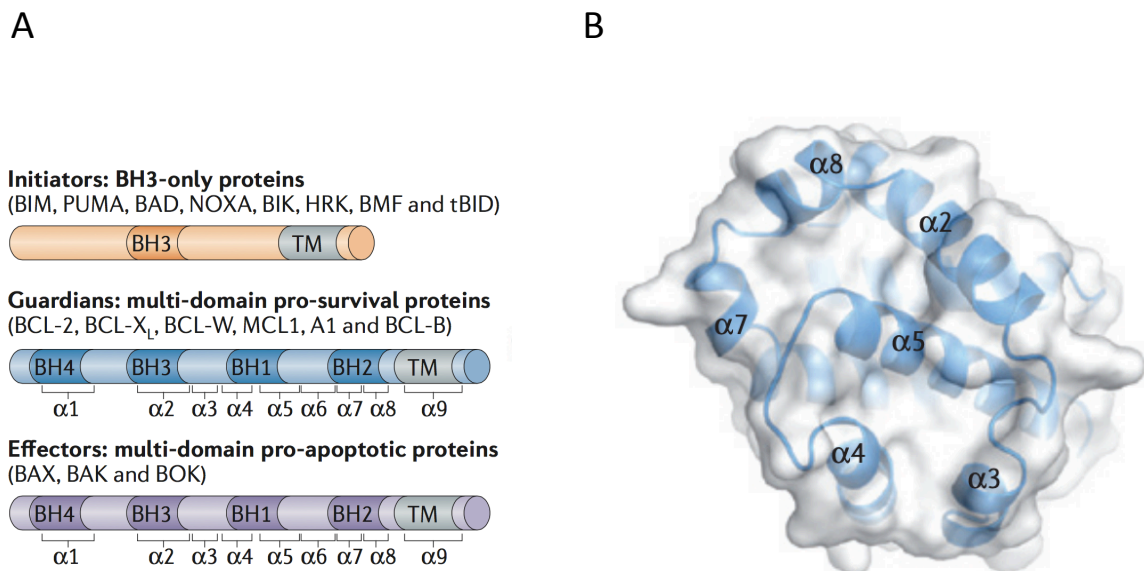 A
B
Initiators: BH3-only proteins
(BIM, PUMA, BAD, NOXA, BIK, HRK, BMF and tBID)
BH3 TM
Guardians: multi-domain pro-survival proteins
(BCL-2, BCL-XL, BCL-W, MCL1, A1 and BCL-B)
BH4 BH3 BH1 BH2 TM
α1 α2 α3 α4 α5 α6 α7 α8 α9
Effectors: multi-domain pro-apoptotic proteins
(BAX, BAK and BOK)
BH4 BH3 BH1 BH2 TM
α1 α2 α3 α4 α5 α6 α7 α8 α9
α8
α2
α7
α5
α4
α3